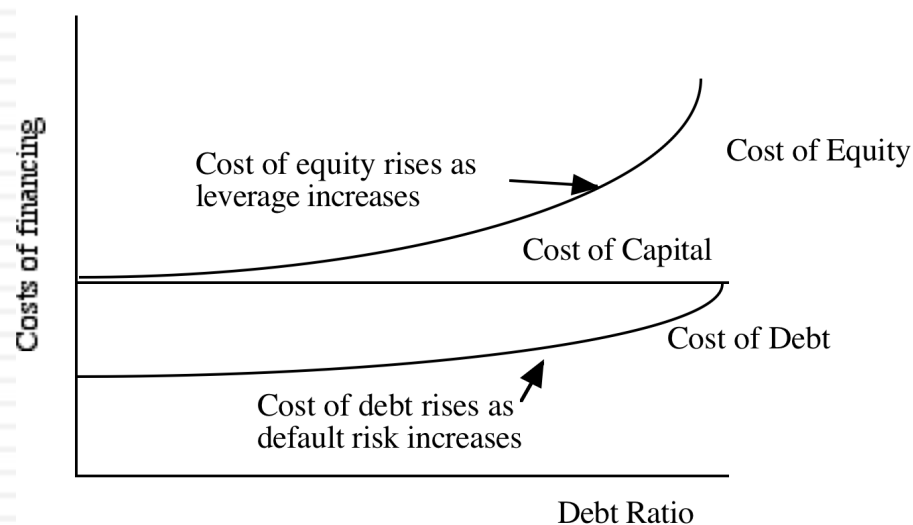 Costs of financing
Cost of equity rises as
leverage increases
Cost of Equity
Cost of Capital
Cost of Debt
Cost of debt rises as
default risk increases
Debt Ratio